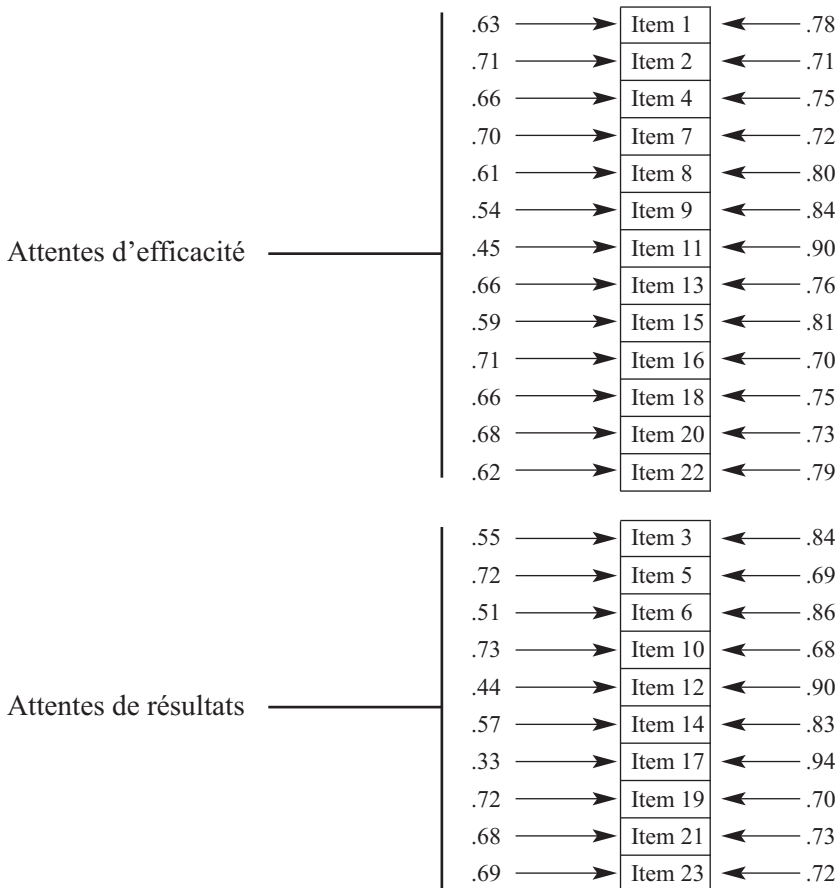 .63 Item 1 .78
.71 Item 2 .71
.66 Item 4 .75
.70 Item 7 .72
.61 Item 8 .80
.54 Item 9 .84
Attentes d’efficacité .45 Item 11 .90
.66 Item 13 .76
.59 Item 15 .81
.71 Item 16 .70
.66 Item 18 .75
.68 Item 20 .73
.62 Item 22 .79
.55 Item 3 .84
.72 Item 5 .69
.51 Item 6 .86
.73 Item 10 .68
.44 Item 12 .90
Attentes de résultats .57 Item 14 .83
.33 Item 17 .94
.72 Item 19 .70
.68 Item 21 .73
.69 Item 23 .72